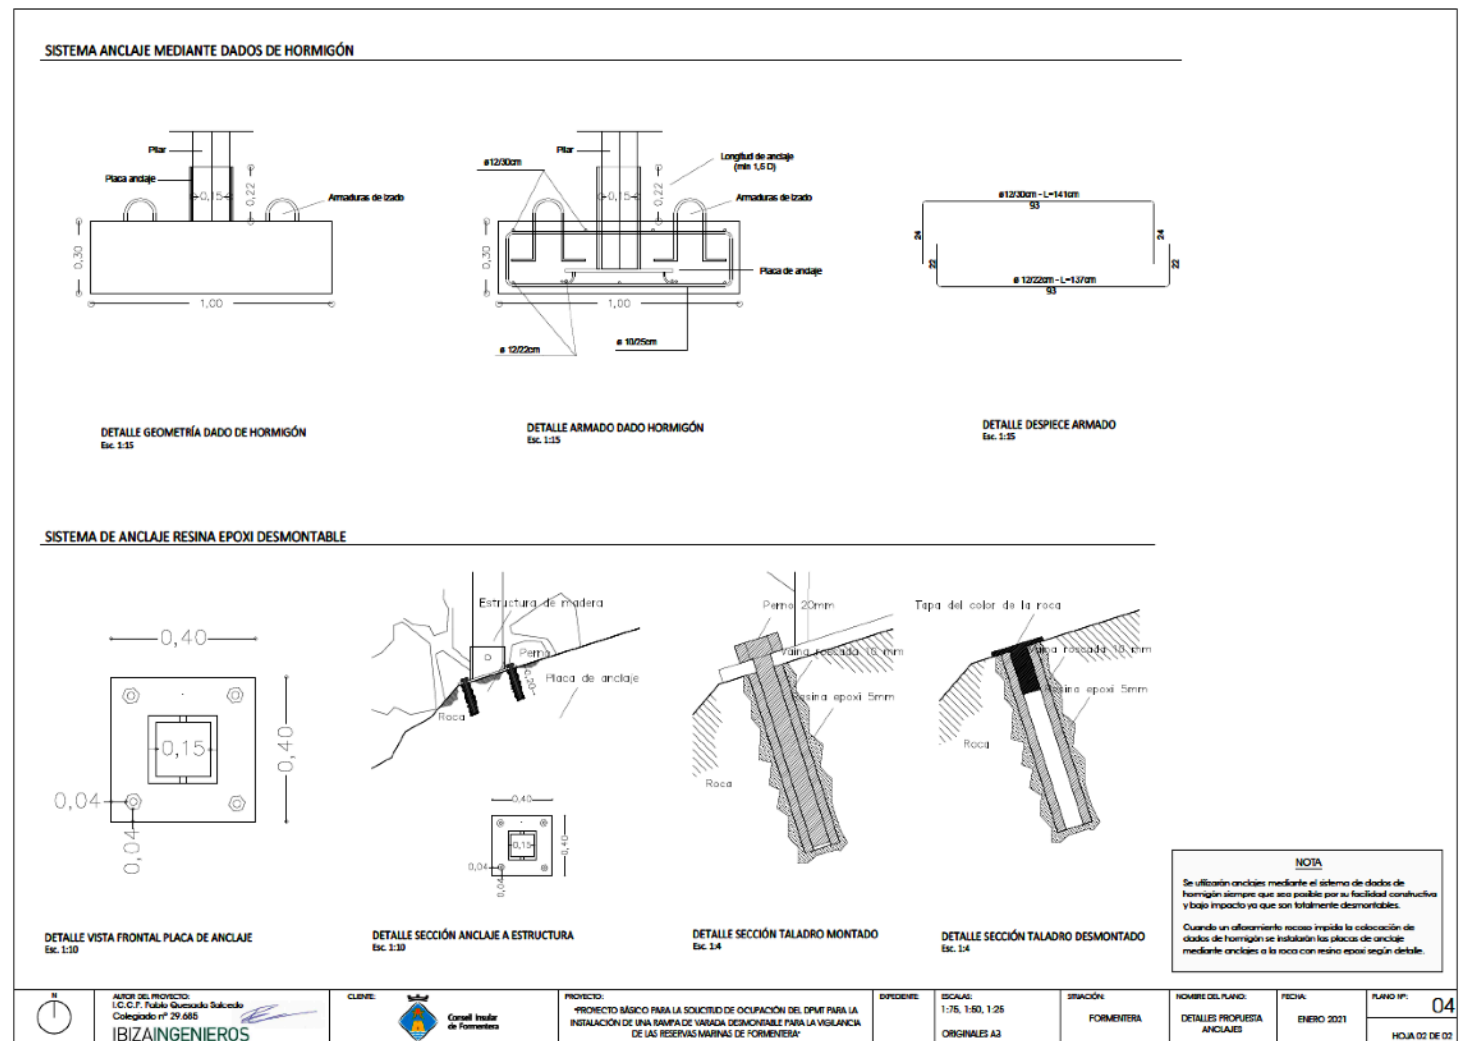 SISTEMA ANCLAJE MEDIANTE DADOS DE HORMIGÓN
Pilar
Placa anclaje
0,15
0,22
Armaduras de izado
0,30
1,00
DETALLE GEOMETRÍA DADO DE HORMIGÓN
Esc. 1:15
ø12/30cm
Pilar
Longitud de anclaje
(min 1,5 D)
0,15
0,22
Armaduras de izado
0,30
Placa de anclaje
1,00
ø 12/22cm
ø 10/25cm
DETALLE ARMADO DADO HORMIGÓN
Esc. 1:15
ø12/30cm - L=141cm
93
24
24
22
22
ø 12/22cm - L=137cm
93
DETALLE DESPIECE ARMADO
Esc. 1:15
SISTEMA DE ANCLAJE RESINA EPOXI DESMONTABLE
0,40
0,40
0,15
0,04
0,04
DETALLE VISTA FRONTAL PLACA DE ANCLAJE
Esc. 1:10
Estructura de madera
Perno
0,20
Placa de anclaje
Roca
0,40
0,40
0,15
0,04
0,04
DETALLE SECCIÓN ANCLAJE A ESTRUCTURA
Esc. 1:10
Perno 20mm
Vaina roscada 10 mm
Resina epoxi 5mm
Roca
DETALLE SECCIÓN TALADRO MONTADO
Esc. 1:4
Tapa del color de la roca
Vaina roscada 10 mm
Resina epoxi 5mm
Roca
DETALLE SECCIÓN TALADRO DESMONTADO
Esc. 1:4
NOTA
Se utilizarán anclajes mediante el sistema de dados de
hormigón siempre que sea posible por su facilidad constructiva
y bajo impacto ya que son totalmente desmontables.
Cuando un afloramiento rocoso impida la colocación de
dados de hormigón se instalarán las placas de anclaje
mediante anclajes a la roca con resina epoxi según detalle.
N
AUTOR DEL PROYECTO:
I.C.C.P. Pablo Quesada Salcedo
Colegiado nº 29.685
IBIZAINGENIEROS
CLIENTE:
Consell Insular
de Formentera
PROYECTO:
"PROYECTO BÁSICO PARA LA SOLICITUD DE OCUPACIÓN DEL DPMT PARA LA
INSTALACIÓN DE UNA RAMPA DE VARADA DESMONTABLE PARA LA VIGILANCIA
DE LAS RESERVAS MARINAS DE FORMENTERA"
EXPEDIENTE:
ESCALAS:
1:75, 1:50, 1:25
ORIGINALES A3
SITUACIÓN:
FORMENTERA
NOMBRE DEL PLANO:
DETALLES PROPUESTA
ANCLAJES
FECHA:
ENERO 2021
PLANO Nº:
04
HOJA 02 DE 02